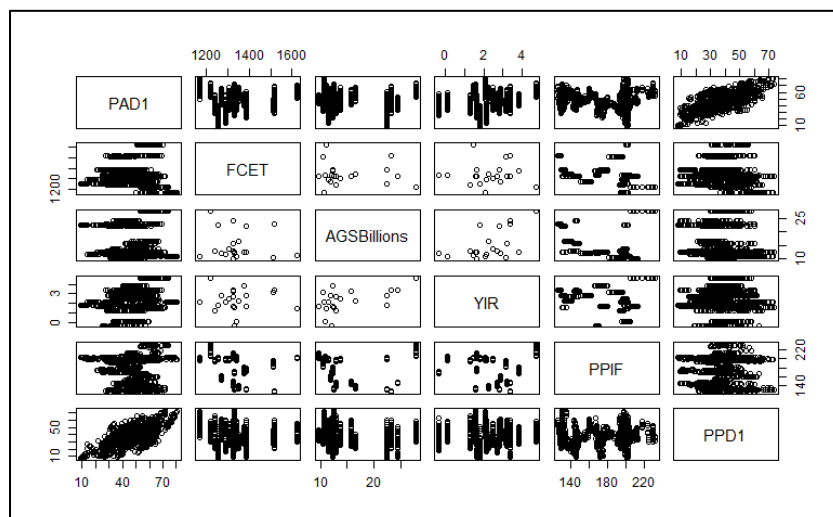 1200 1400 1600 0 2 4 10 30 50 70
PAD1 10 60
1200 FCET
AGSBillions 10 25
0 3 YIR
PPIF 140 220
10 50 PPD1
10 40 70 10 20 140 180 220